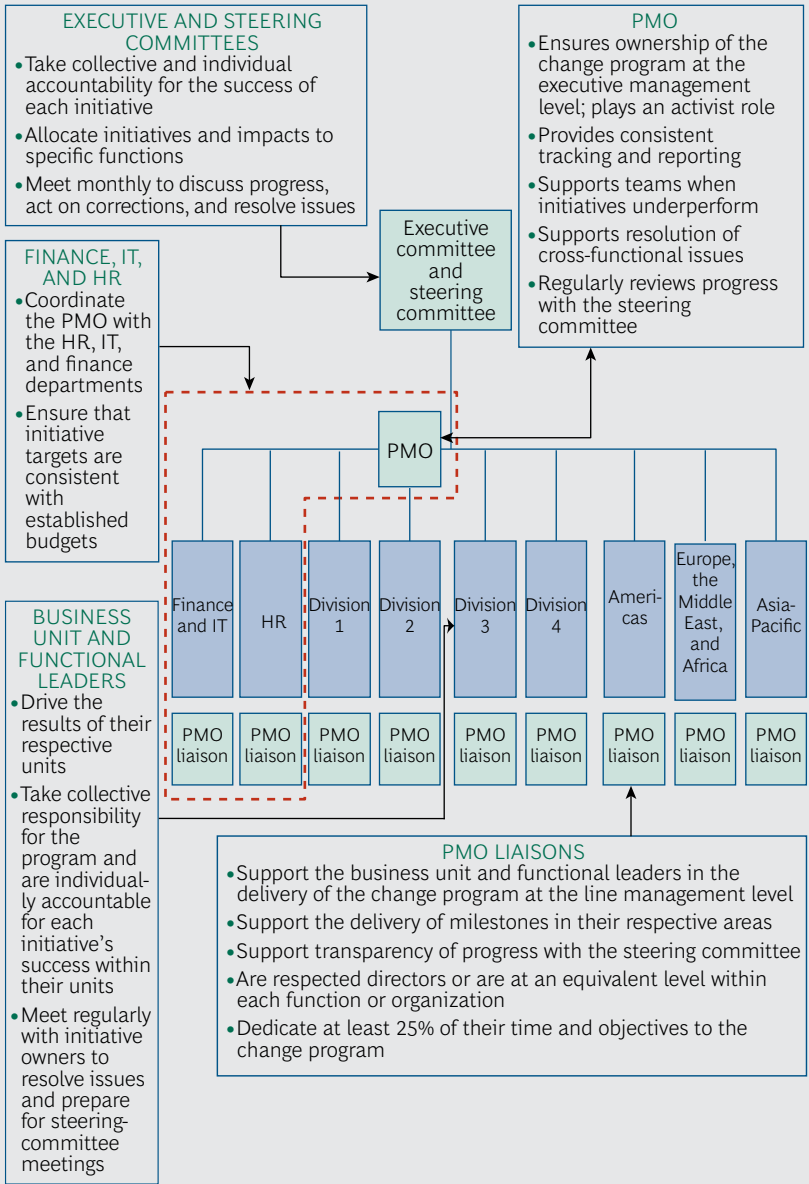 EXECUTIVE AND STEERING
COMMITTEES
•Take collective and individual
accountability for the success of
each initiative
•Allocate initiatives and impacts to
specific functions
•Meet monthly to discuss progress,
act on corrections, and resolve issues
PMO
•Ensures ownership of the
change program at the
executive management
level; plays an activist role
•Provides consistent
tracking and reporting
•Supports teams when
initiatives underperform
•Supports resolution of
cross-functional issues
•Regularly reviews progress
with the steering
committee
Executive
committee
and
steering
committee
FINANCE, IT,
AND HR
•Coordinate
the PMO with
the HR, IT,
and finance
departments
•Ensure that
initiative
targets are
consistent
with
established
budgets
PMO
Finance
and IT
HR
Division
1
Division
2
Division
3
Division
4
Ameri-
cas
Europe,
the
Middle
East,
and
Africa
Asia-
Pacific
PMO
liaison
PMO
liaison
PMO
liaison
PMO
liaison
PMO
liaison
PMO
liaison
PMO
liaison
PMO
liaison
PMO
liaison
BUSINESS
UNIT AND
FUNCTIONAL
LEADERS
•Drive the
results of their
respective
units
•Take collective
responsibility
for the
program and
are individual-
ly accountable
for each
initiative's
success within
their units
•Meet regularly
with initiative
owners to
resolve issues
and prepare
for steering-
committee
meetings
PMO LIAISONS
•Support the business unit and functional leaders in the
delivery of the change program at the line management level
•Support the delivery of milestones in their respective areas
•Support transparency of progress with the steering committee
•Are respected directors or are at an equivalent level within
each function or organization
•Dedicate at least 25% of their time and objectives to the
change program